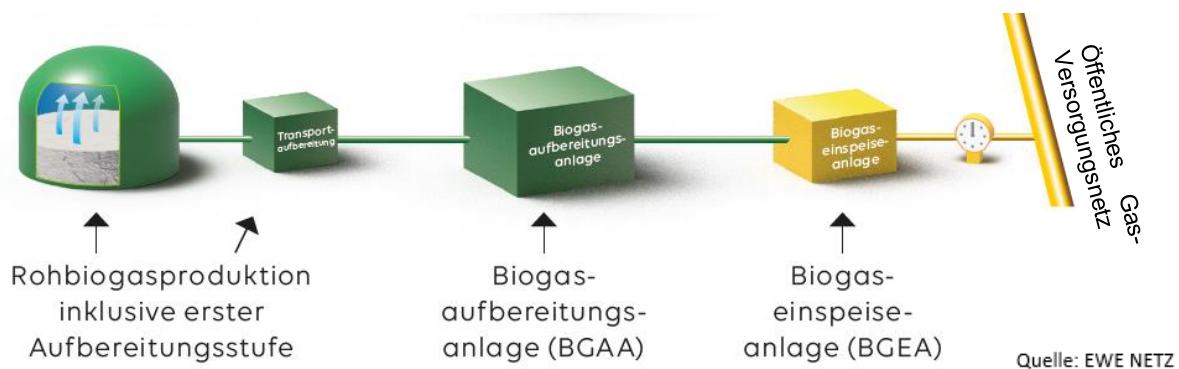 Transport-
aufbereitung
Biogas-
aufbereitungs-
anlage
Biogas-
einspeise-
anlage
Öffentliches Gas-
Versorgungsnetz
Rohbiogasproduktion
inklusive erster
Aufbereitungsstufe
Biogas-
aufbereitungs-
anlage (BGAA)
Biogas-
einspeise-
anlage (BGEA)
Quelle: EWE NETZ